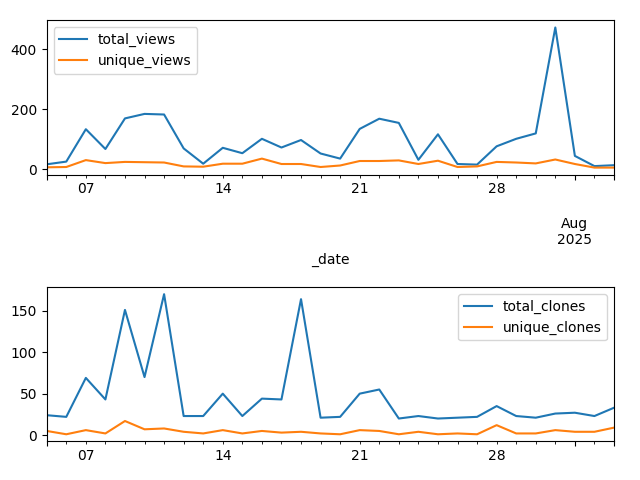 400
200
0
total_views
unique_views
07 14 21 28
Aug
2025
_date
150
100
50
0
total_clones
unique_clones
07 14 21 28